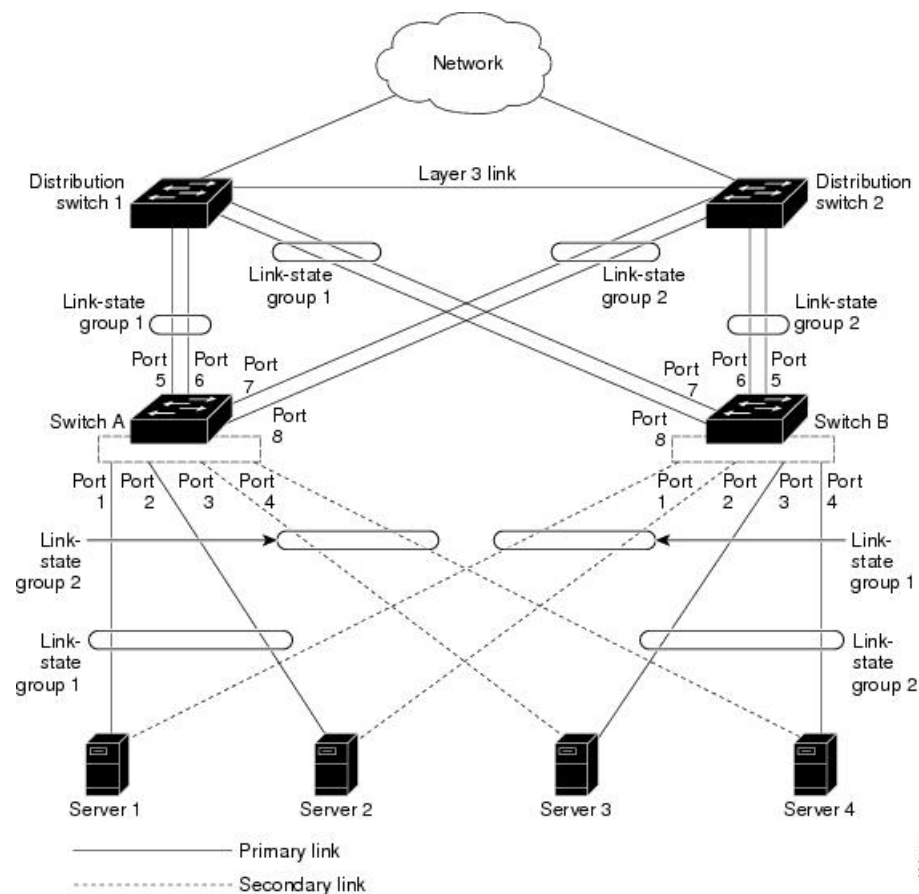 Network
Layer 3 link
Distribution
switch 1
Distribution
switch 2
Link-state
group 1
Link-state
group 2
Link-state
group 1
Link-state
group 2
Port
5
Port
6
Port
7
Port
8
Switch A
Port
7
Port
6
Port
5
Port
8
Switch B
Port
1
Port
2
Port
3
Port
4
Port
1
Port
2
Port
3
Port
4
Link-
state
group 2
Link-
state
group 1
Link-
state
group 1
Link-
state
group 2
Server 1
Server 2
Server 3
Server 4
Primary link
Secondary link